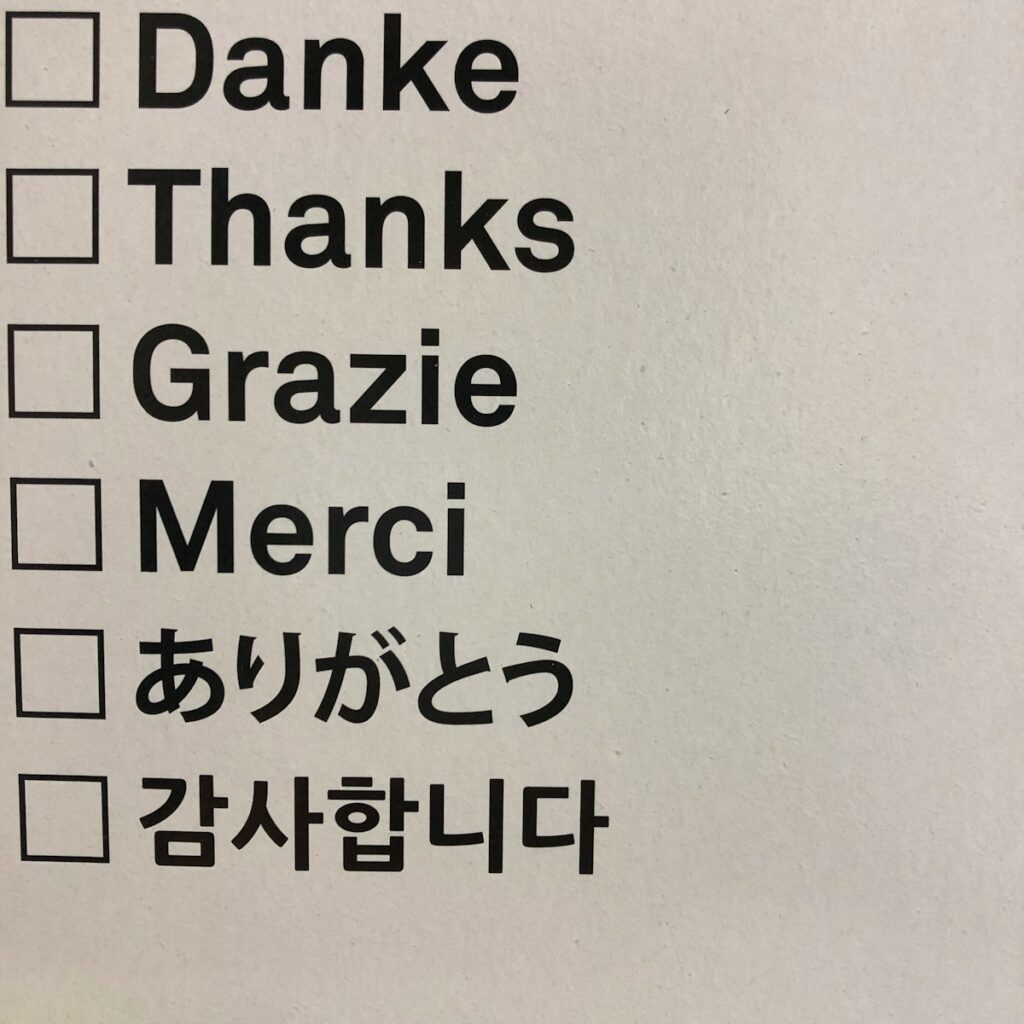 Danke
Thanks
Grazie
Merci
ありがとう
감사합니다